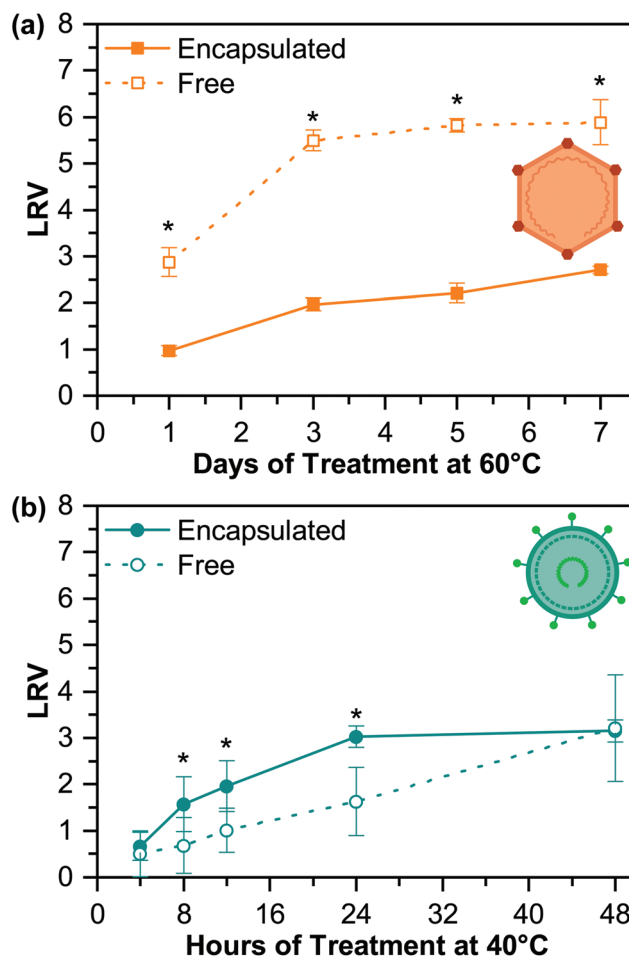 (a)
Encapsulated
Free
LRV
8
7
6
5
4
3
2
1
0
* * * *
0 1 2 3 4 5 6 7
Days of Treatment at 60°C
(b)
Encapsulated
Free
LRV
8
7
6
5
4
3
2
1
0
* * *
0 8 16 24 32 40 48
Hours of Treatment at 40°C